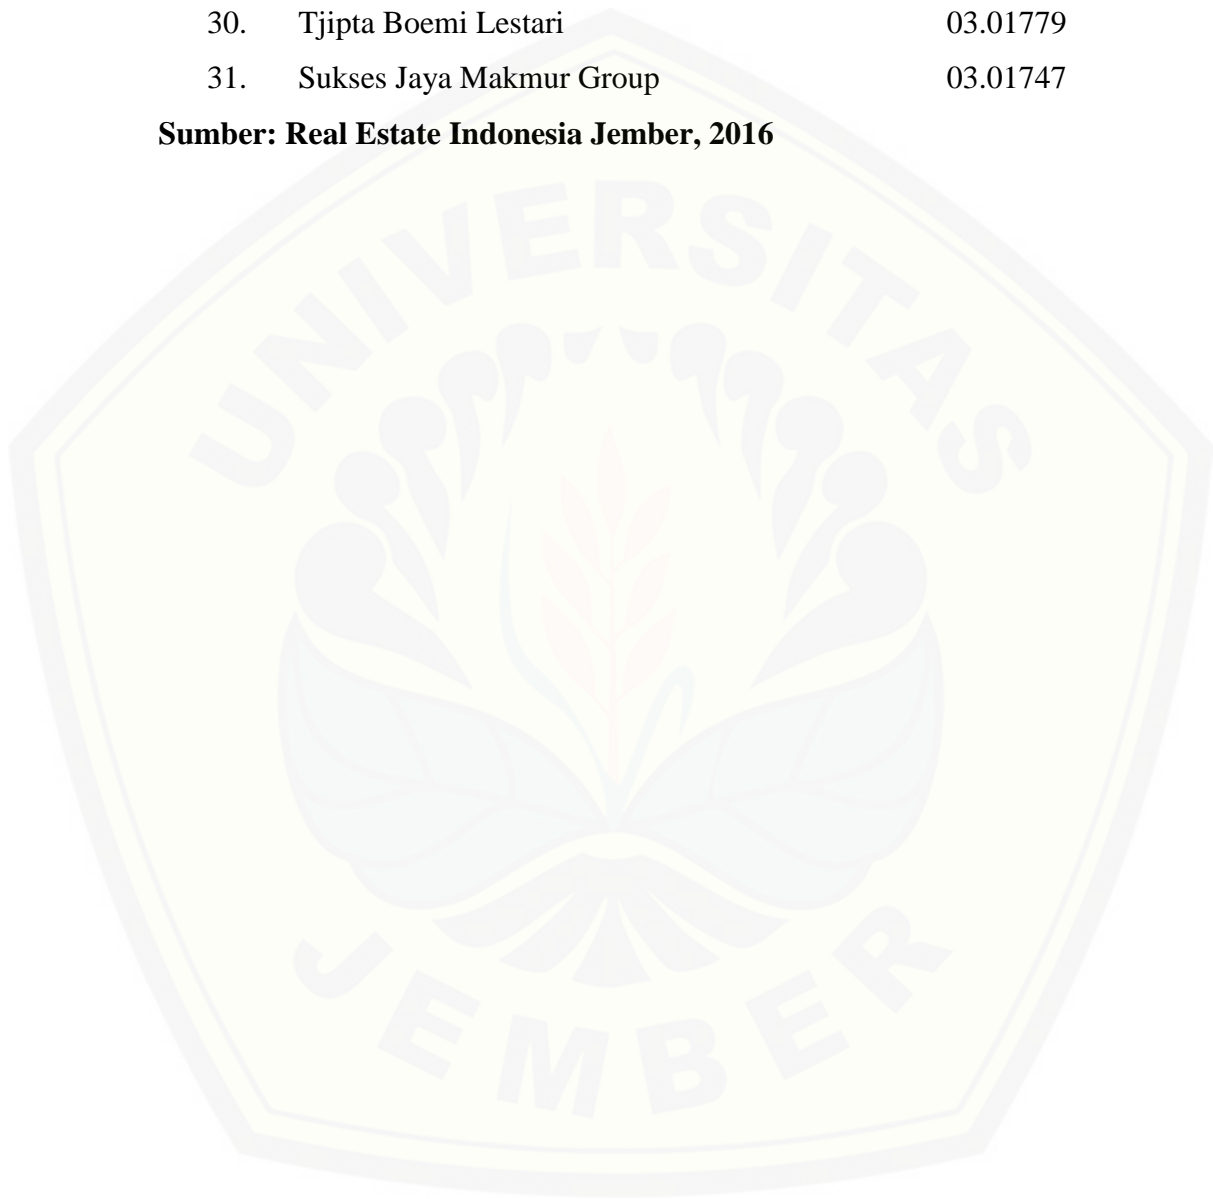 30. Tjipta Boemi Lestari 03.01779
31. Sukses Jaya Makmur Group 03.01747
Sumber: Real Estate Indonesia Jember, 2016
UNIVERSITAS
JEMBER